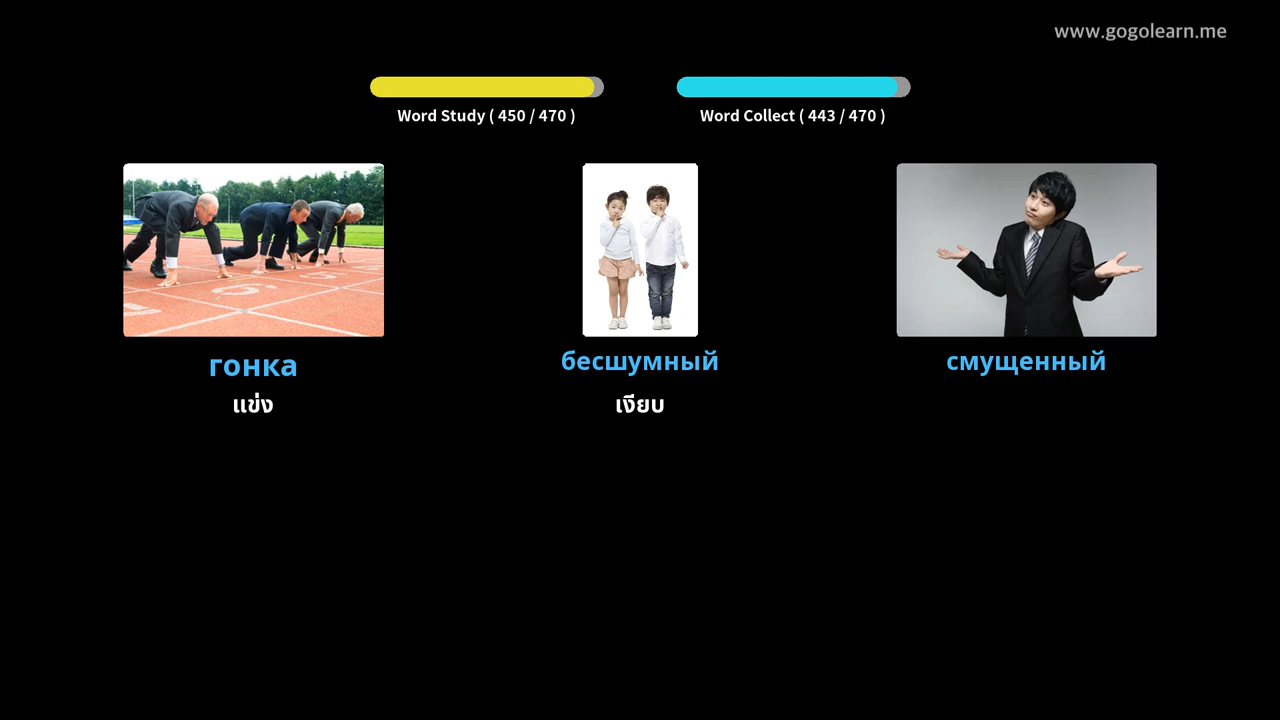 www.gogolearn.me
Word Study ( 450 / 470 )
Word Collect ( 443 / 470 )
гонка
бесшумный
смущенный
แข่ง
เงียบ